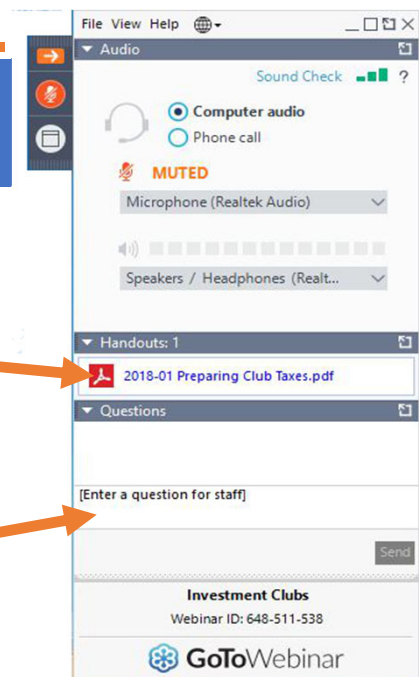 File View Help
Audio
Sound Check ?
Computer audio
Phone call
MUTED
Microphone (Realtek Audio)
Speakers / Headphones (Realt...
Handouts: 1
2018-01 Preparing Club Taxes.pdf
Questions
[Enter a question for staff]
Send
Investment Clubs
Webinar ID: 648-511-538
GoToWebinar